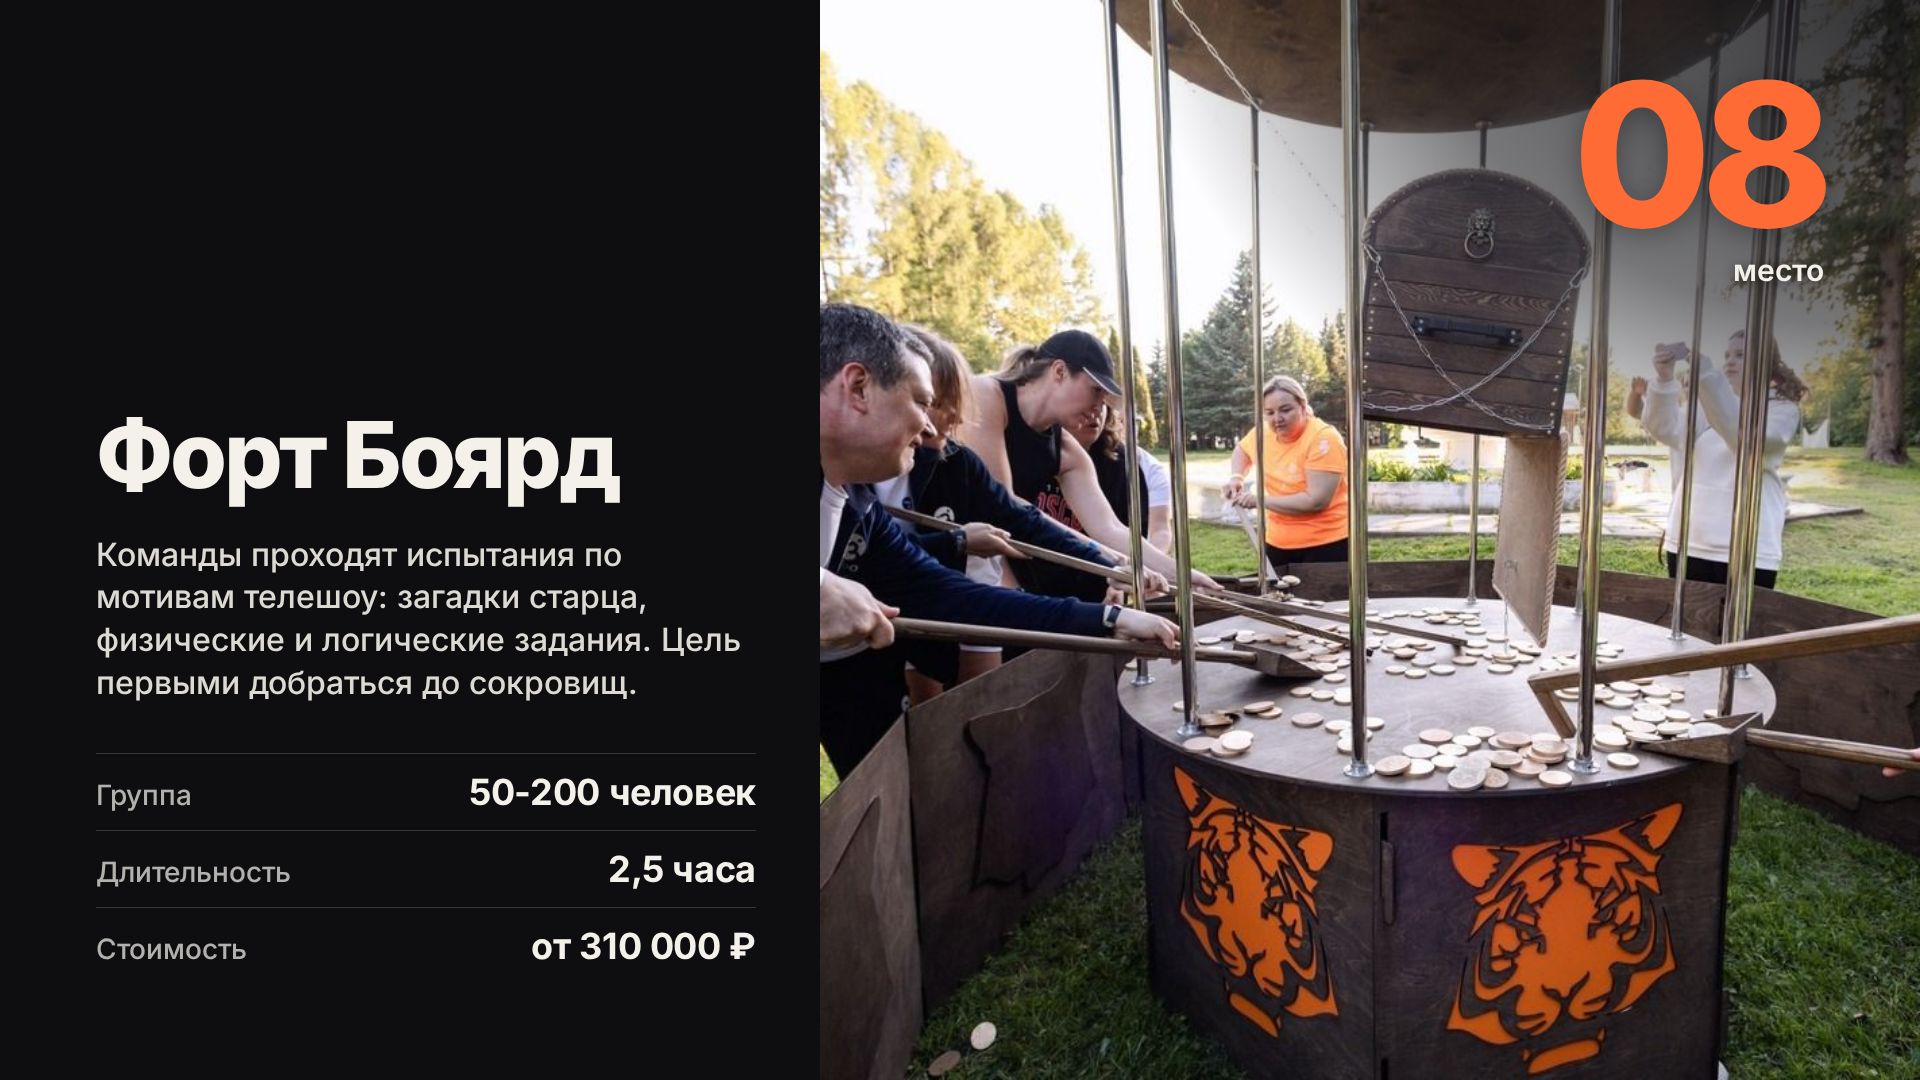 08
место
Форт Боярд
Команды проходят испытания по
мотивам телешоу: загадки старца,
физические и логические задания. Цель
первыми добраться до сокровищ.
Группа 50-200 человек
Длительность 2,5 часа
Стоимость от 310 000 ₽